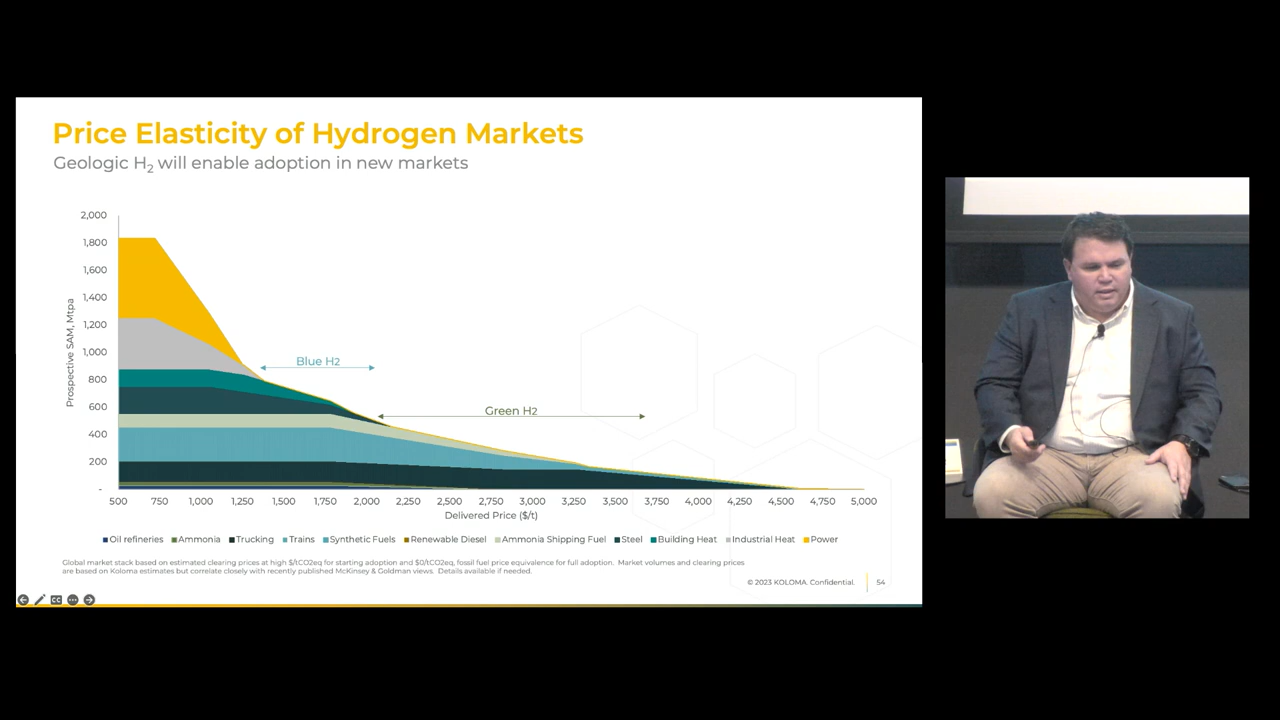 Price Elasticity of Hydrogen Markets
Geologic H2 will enable adoption in new markets
Prospective SAM, Mtpa
2,000
1,800
1,600
1,400
1,200
1,000
800
600
400
200
-
Blue H2
Green H2
500 750 1,000 1,250 1,500 1,750 2,000 2,250 2,500 2,750 3,000 3,250 3,500 3,750 4,000 4,250 4,500 4,750 5,000
Delivered Price ($/t)
Oil refineries Ammonia Trucking Trains Synthetic Fuels Renewable Diesel Ammonia Shipping Fuel Steel Building Heat Industrial Heat Power
Global market stack based on estimated clearing prices at high $/tCO2eq for starting adoption and $0/tCO2eq, fossil fuel price equivalence for full adoption. Market volumes and clearing prices
are based on Koloma estimates but correlate closely with recently published McKinsey & Goldman views. Details available if needed.
© 2023 KOLOMA. Confidential. 54
CC